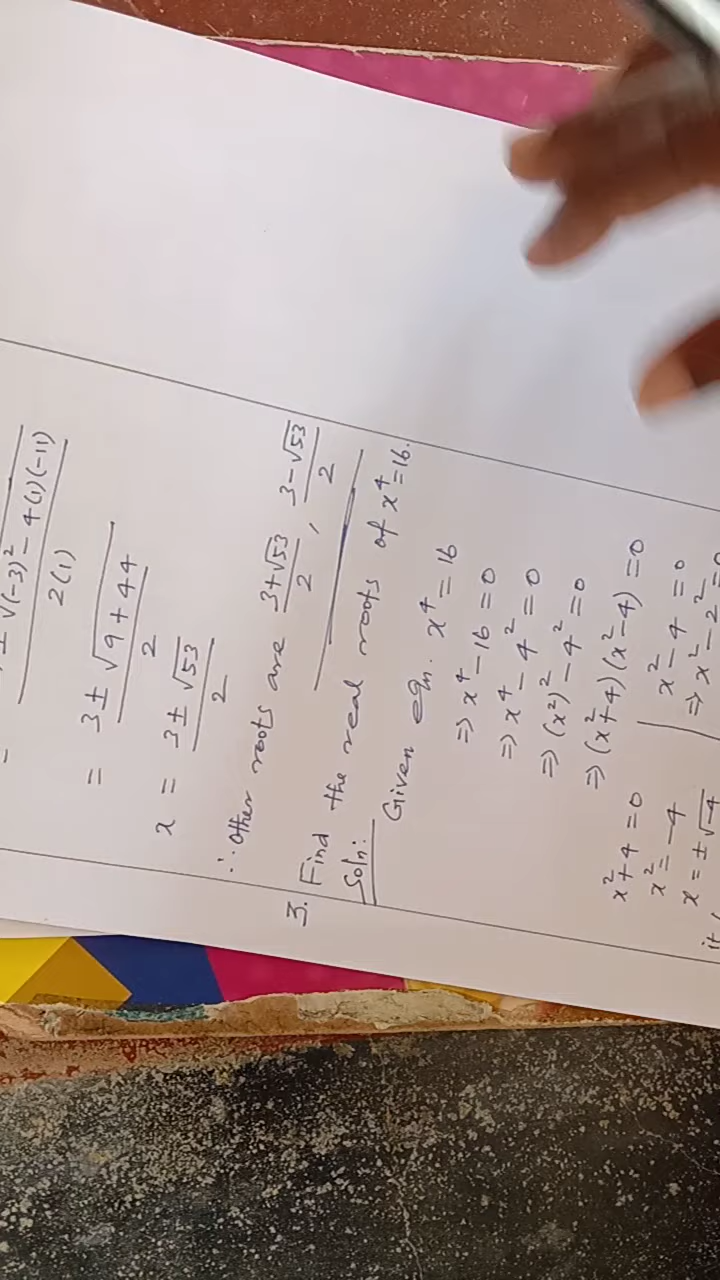 ± √(-3)² - 4(1)(-11)
2(1)
= 3 ± √9+44
2
x = 3 ± √53
2
∴ Other roots are 3+√53/2 , 3-√53/2
3. Find the real roots of x⁴=16.
Soln:
Given eqn. x⁴ = 16
⇒ x⁴ - 16 = 0
⇒ x⁴ - 4² = 0
⇒ (x²)² - 4² = 0
⇒ (x²+4)(x²-4) = 0
x²+4 = 0 | x²-4 = 0
x² = -4 | ⇒ x²-2² = 0
x = ±√-4